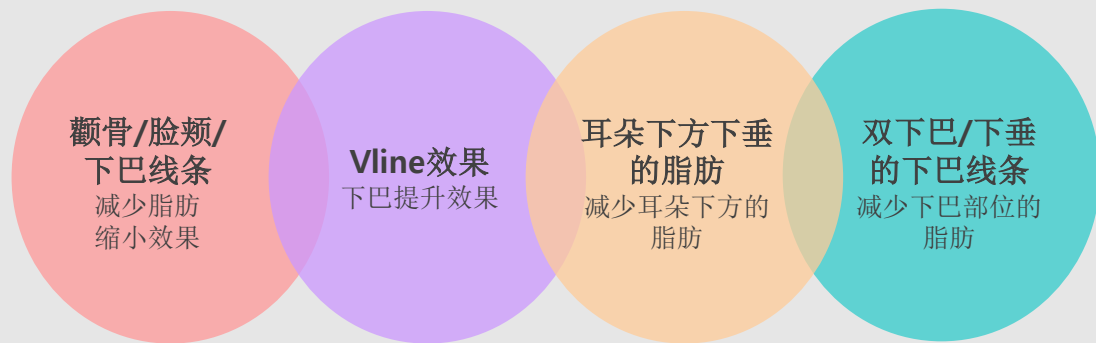 颧骨/脸颊/
下巴线条
减少脂肪
缩小效果
Vline效果
下巴提升效果
耳朵下方下垂
的脂肪
减少耳朵下方的
脂肪
双下巴/下垂
的下巴线条
减少下巴部位的
脂肪